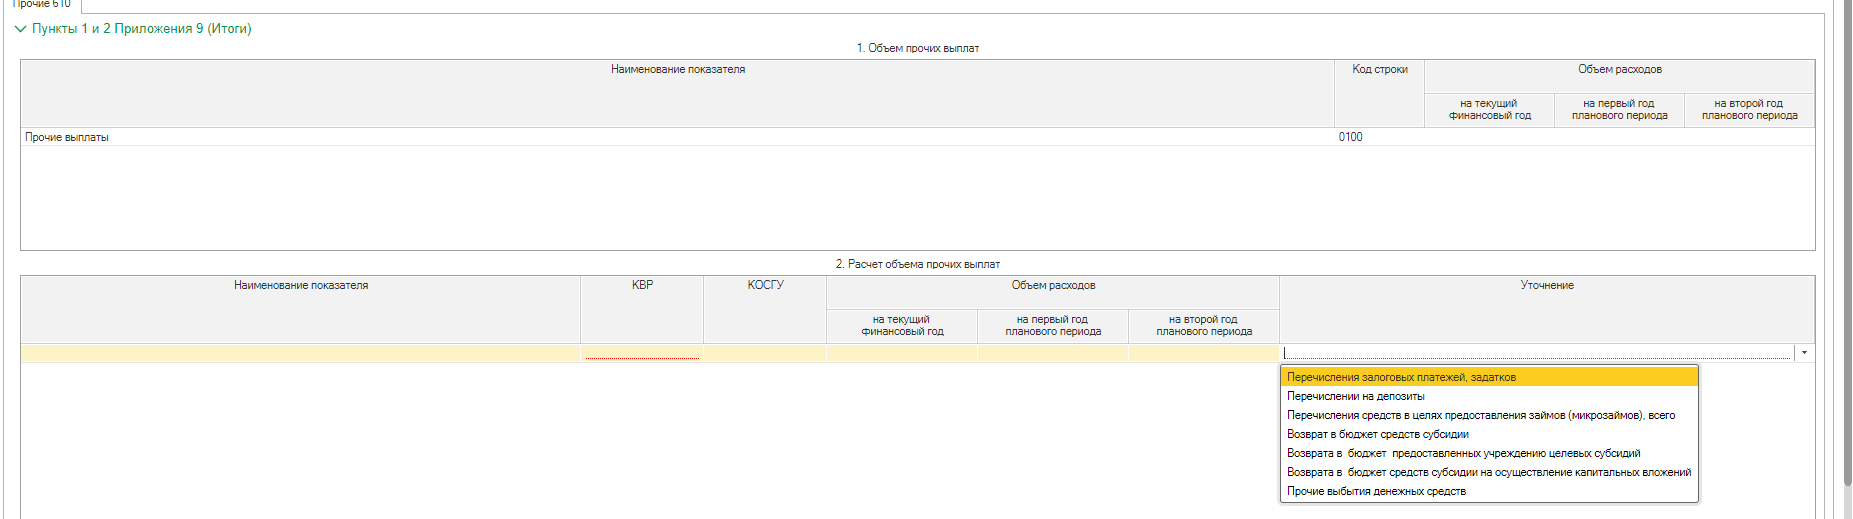 Прочие 610
Пункты 1 и 2 Приложения 9 (Итоги)
1. Объем прочих выплат
Наименование показателя
Код строки
Объем расходов
на текущий
финансовый год
на первый год
планового периода
на второй год
планового периода
Прочие выплаты
0100
2. Расчет объема прочих выплат
Наименование показателя
КВР
КОСГУ
Объем расходов
Уточнение
на текущий
финансовый год
на первый год
планового периода
на второй год
планового периода
Перечисления залоговых платежей, задатков
Перечислении на депозиты
Перечисления средств в целях предоставления займов (микрозаймов), всего
Возврат в бюджет средств субсидии
Возврата в  бюджет  предоставленных учреждению целевых субсидий
Возврата в  бюджет средств субсидии на осуществление капитальных вложений
Прочие выбытия денежных средств